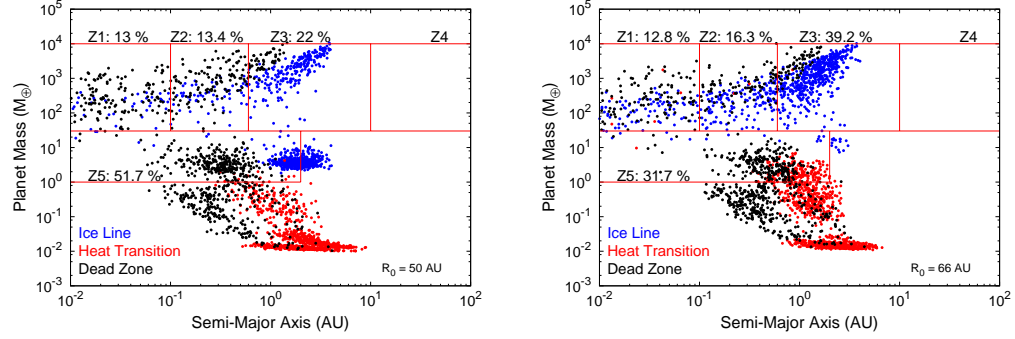 10^5
10^4
10^3
10^2
10^1
10^0
10^-1
10^-2
10^-3
Planet Mass (M⊕)
Z1: 13 %
Z2: 13.4 %
Z3: 22 %
Z4
Z5: 51.7 %
Ice Line
Heat Transition
Dead Zone
R0 = 50 AU
10^-2
10^-1
10^0
10^1
10^2
Semi-Major Axis (AU)
10^5
10^4
10^3
10^2
10^1
10^0
10^-1
10^-2
10^-3
Planet Mass (M⊕)
Z1: 12.8 %
Z2: 16.3 %
Z3: 39.2 %
Z4
Z5: 31.7 %
Ice Line
Heat Transition
Dead Zone
R0 = 66 AU
10^-2
10^-1
10^0
10^1
10^2
Semi-Major Axis (AU)